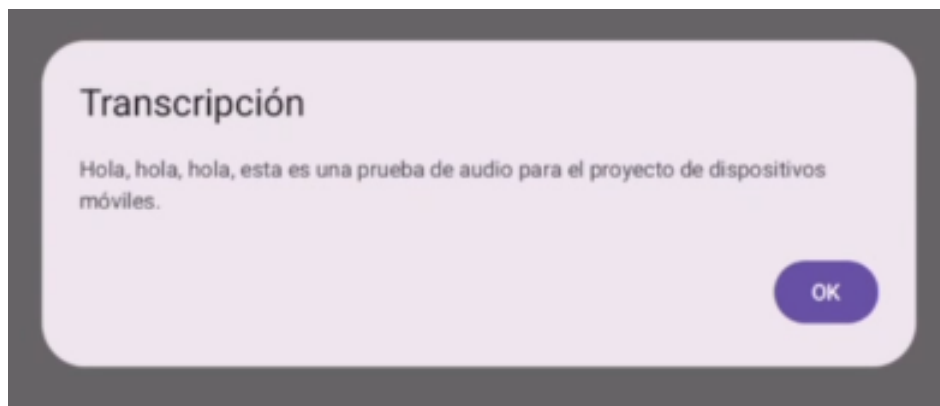 Transcripción
Hola, hola, hola, esta es una prueba de audio para el proyecto de dispositivos
móviles.
OK